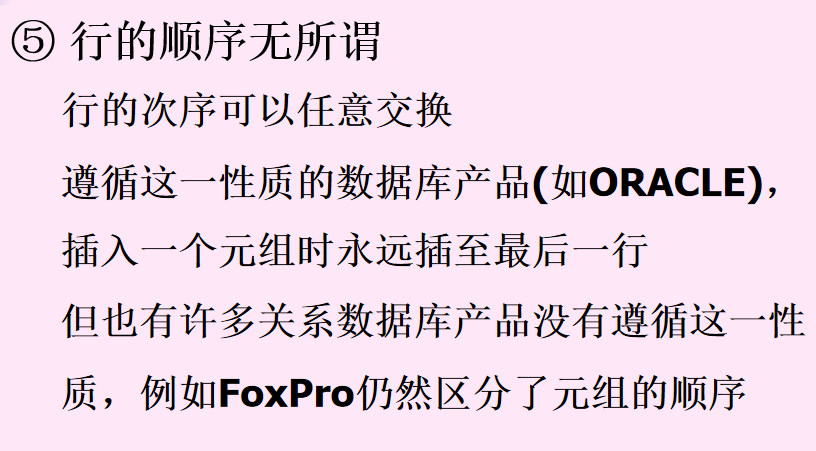 ⑤ 行的顺序无所谓
行的次序可以任意交换
遵循这一性质的数据库产品(如ORACLE)，
插入一个元组时永远插至最后一行
但也有许多关系数据库产品没有遵循这一性
质，例如FoxPro仍然区分了元组的顺序